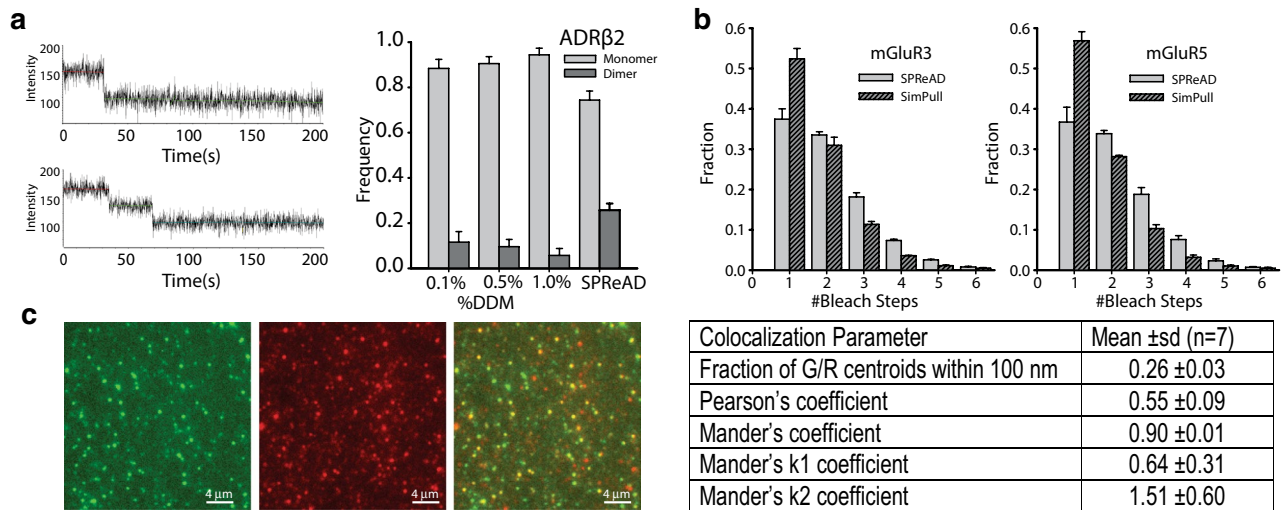 a
200
150
100
Intensity
0 50 100 150 200
Time(s)
200
150
100
Intensity
0 50 100 150 200
Time(s)
ADRβ2
Monomer
Dimer
1.0
0.8
0.6
0.4
0.2
0.0
Frequency
0.1% 0.5% 1.0% SPReAD
%DDM
b
mGluR3
SPReAD
SimPull
0.6
0.5
0.4
0.3
0.2
0.1
0.0
Fraction
0 1 2 3 4 5 6
#Bleach Steps
mGluR5
SPReAD
SimPull
0.6
0.5
0.4
0.3
0.2
0.1
0.0
Fraction
0 1 2 3 4 5 6
#Bleach Steps
c
4 μm
4 μm
4 μm
Colocalization Parameter Mean ±sd (n=7)
Fraction of G/R centroids within 100 nm 0.26 ±0.03
Pearson's coefficient 0.55 ±0.09
Mander's coefficient 0.90 ±0.01
Mander's k1 coefficient 0.64 ±0.31
Mander's k2 coefficient 1.51 ±0.60